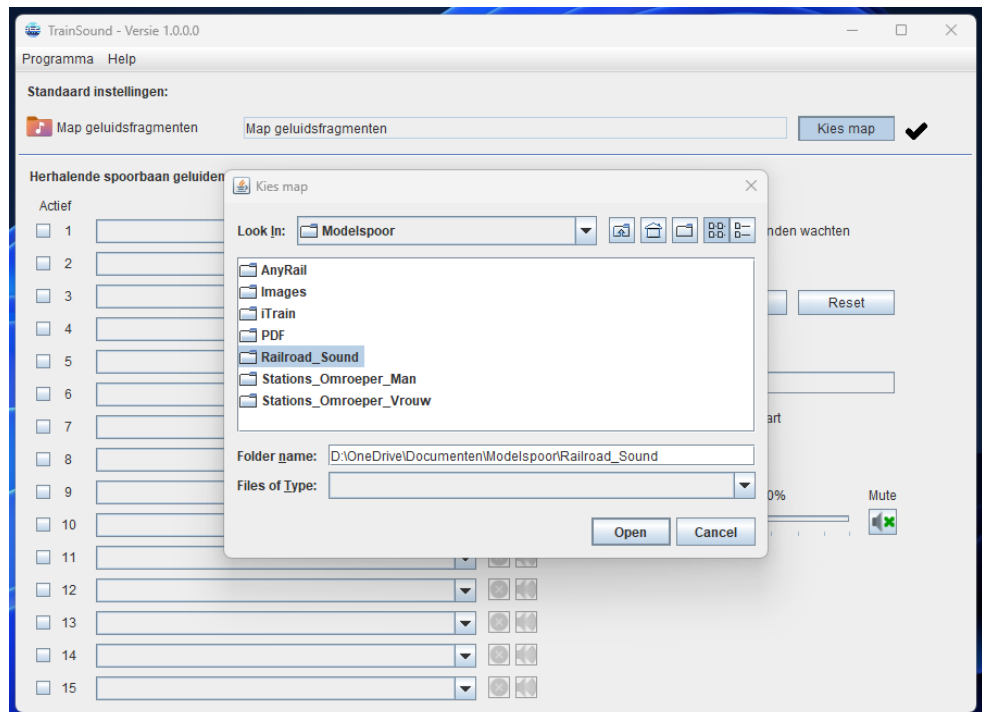 TrainSound - Versie 1.0.0.0
Programma Help
Standaard instellingen:
Map geluidsfragmenten Map geluidsfragmenten Kies map
Herhalende spoorbaan geluiden
Kies map
Actief
Look In: Modelspoor
1 nden wachten
2
AnyRail
Images
3 Reset
iTrain
4
PDF
5
Railroad_Sound
6
Stations_Omroeper_Man
Stations_Omroeper_Vrouw
7 art
8
Folder name: D:\OneDrive\Documenten\Modelspoor\Railroad_Sound
Files of Type:
9 0% Mute
10
Open Cancel
11
12
13
14
15